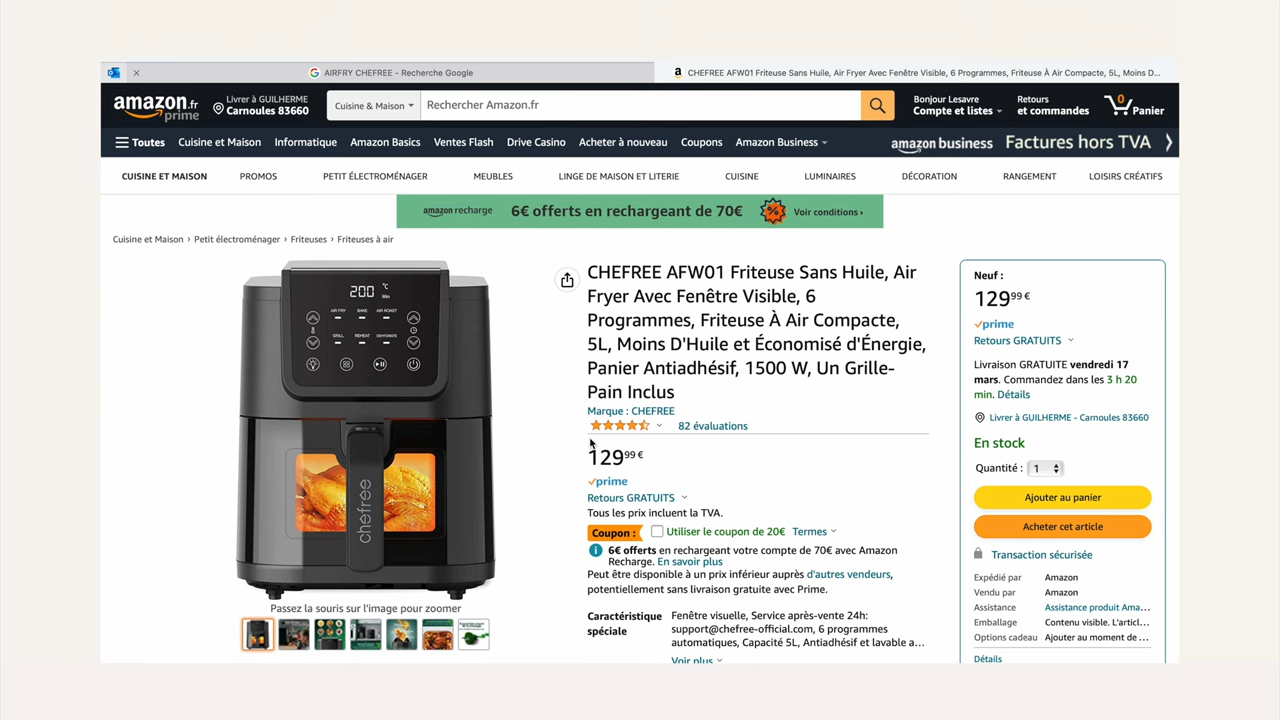 AIRFRY CHEFREE - Recherche Google
CHEFREE AFW01 Friteuse Sans Huile, Air Fryer Avec Fenêtre Visible, 6 Programmes, Friteuse À Air Compacte, 5L, Moins D...
amazon.fr
prime
Livrer à GUILHERME
Carnoules 83660
Cuisine & Maison
Rechercher Amazon.fr
Bonjour Lesavre
Compte et listes
Retours
et commandes
0
Panier
Toutes
Cuisine et Maison
Informatique
Amazon Basics
Ventes Flash
Drive Casino
Acheter à nouveau
Coupons
Amazon Business
amazon business Factures hors TVA
CUISINE ET MAISON
PROMOS
PETIT ÉLECTROMÉNAGER
MEUBLES
LINGE DE MAISON ET LITERIE
CUISINE
LUMINAIRES
DÉCORATION
RANGEMENT
LOISIRS CRÉATIFS
amazon recharge
6€ offerts en rechargeant de 70€
%
Voir conditions ›
Cuisine et Maison › Petit électroménager › Friteuses › Friteuses à air
200 °C
Min
AIR FRY BAKE AIR ROAST
GRILL REHEAT DEHYDRATE
chefree
Passez la souris sur l'image pour zoomer
CHEFREE AFW01 Friteuse Sans Huile, Air
Fryer Avec Fenêtre Visible, 6
Programmes, Friteuse À Air Compacte,
5L, Moins D'Huile et Économisé d'Énergie,
Panier Antiadhésif, 1500 W, Un Grille-
Pain Inclus
Marque : CHEFREE
82 évaluations
129,99 €
prime
Retours GRATUITS
Tous les prix incluent la TVA.
Coupon : Utiliser le coupon de 20€ Termes
6€ offerts en rechargeant votre compte de 70€ avec Amazon
Recharge. En savoir plus
Peut être disponible à un prix inférieur auprès d'autres vendeurs,
potentiellement sans livraison gratuite avec Prime.
Caractéristique
spéciale
Fenêtre visuelle, Service après-vente 24h:
support@chefree-official.com, 6 programmes
automatiques, Capacité 5L, Antiadhésif et lavable a...
Voir plus
Neuf :
129,99 €
prime
Retours GRATUITS
Livraison GRATUITE vendredi 17
mars. Commandez dans les 3 h 20
min. Détails
Livrer à GUILHERME - Carnoules 83660
En stock
Quantité : 1
Ajouter au panier
Acheter cet article
Transaction sécurisée
Expédié par Amazon
Vendu par Amazon
Assistance Assistance produit Ama...
Emballage Contenu visible. L'articl...
Options cadeau Ajouter au moment de ...
Détails